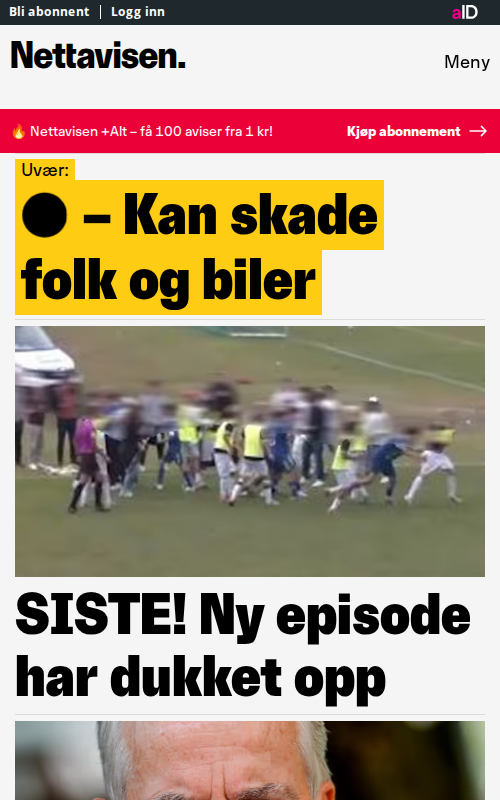 Bli abonnent | Logg inn
aID
Nettavisen.
Meny
🔥 Nettavisen +Alt – få 100 aviser fra 1 kr!
Kjøp abonnement →
Uvær:
⚫ – Kan skade
folk og biler
SISTE! Ny episode
har dukket opp